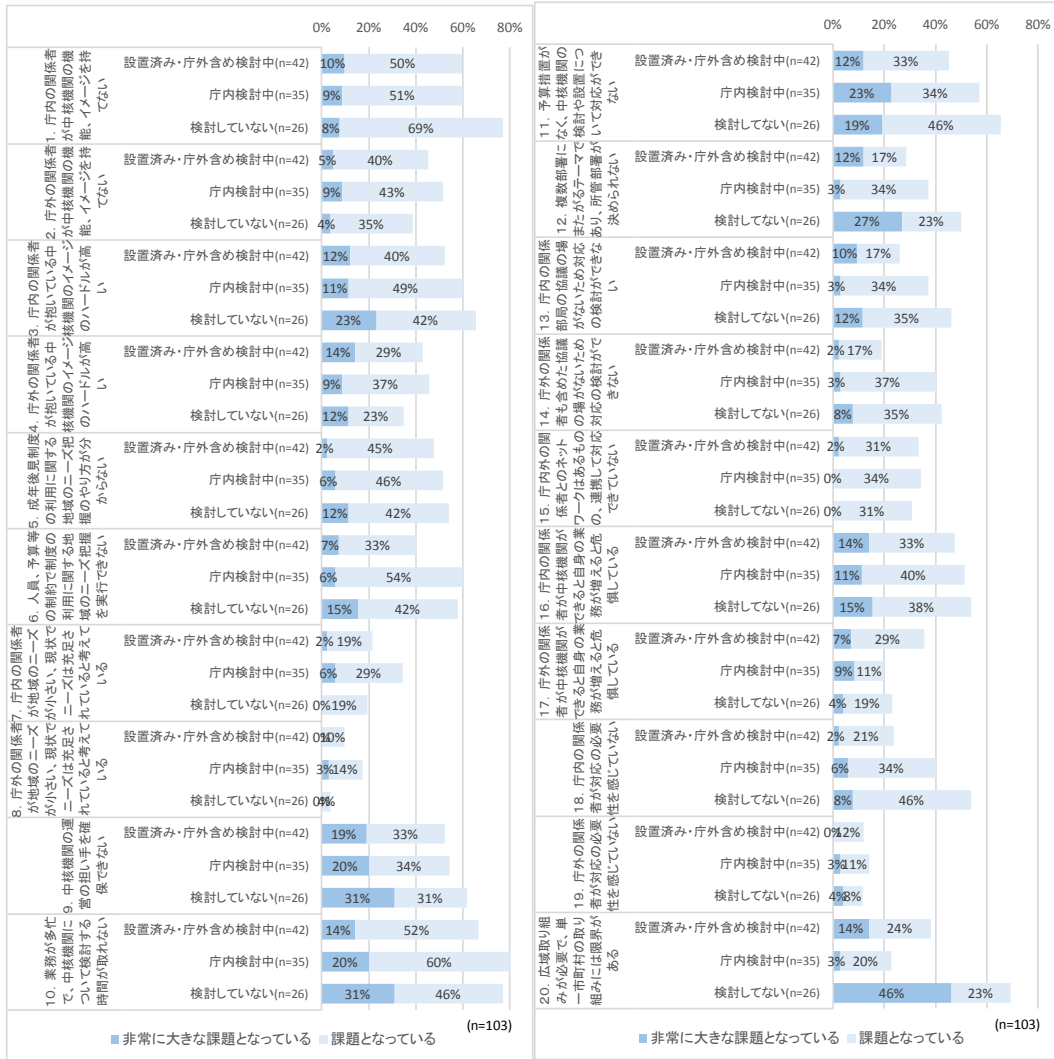 0% 20% 40% 60% 80%
1. 庁内の関係者
が中核機関の機
能、イメージを持
てない
設置済み・庁外含め検討中(n=42) 10% 50%
庁内検討中(n=35) 9% 51%
検討していない(n=26) 8% 69%
2. 庁外の関係者
が中核機関の機
能、イメージを持
てない
設置済み・庁外含め検討中(n=42) 5% 40%
庁内検討中(n=35) 9% 43%
検討していない(n=26) 4% 35%
3. 庁内の関係者
が抱いている中
核機関のイメージ
のハードルが高
い
設置済み・庁外含め検討中(n=42) 12% 40%
庁内検討中(n=35) 11% 49%
検討していない(n=26) 23% 42%
4. 庁外の関係者
が抱いている中
核機関のイメージ
のハードルが高
い
設置済み・庁外含め検討中(n=42) 14% 29%
庁内検討中(n=35) 9% 37%
検討していない(n=26) 12% 23%
5. 成年後見制度
の利用に関する
地域のニーズ把
握のやり方が分
からない
設置済み・庁外含め検討中(n=42) 2% 45%
庁内検討中(n=35) 6% 46%
検討していない(n=26) 12% 42%
6. 人員、予算等
の制約で制度の
利用に関する地
域のニーズ把握
を実行できない
設置済み・庁外含め検討中(n=42) 7% 33%
庁内検討中(n=35) 6% 54%
検討していない(n=26) 15% 42%
7. 庁内の関係者
が地域のニーズ
が小さい、現状で
ニーズは充足さ
れていると考えて
いる
設置済み・庁外含め検討中(n=42) 2% 19%
庁内検討中(n=35) 6% 29%
検討していない(n=26) 0% 19%
8. 庁外の関係者
が地域のニーズ
が小さい、現状で
ニーズは充足さ
れていると考えて
いる
設置済み・庁外含め検討中(n=42) 0% 10%
庁内検討中(n=35) 3% 14%
検討していない(n=26) 0% 4%
9. 中核機関の運
営の担い手を確
保できない
設置済み・庁外含め検討中(n=42) 19% 33%
庁内検討中(n=35) 20% 34%
検討していない(n=26) 31% 31%
10. 業務が多忙
で、中核機関に
ついて検討する
時間が取れない
設置済み・庁外含め検討中(n=42) 14% 52%
庁内検討中(n=35) 20% 60%
検討していない(n=26) 31% 46%
非常に大きな課題となっている 課題となっている
0% 20% 40% 60% 80%
11. 予算措置が
なく、中核機関の
検討や設置につ
いて対応ができ
ない
設置済み・庁外含め検討中(n=42) 12% 33%
庁内検討中(n=35) 23% 34%
検討してない(n=26) 19% 46%
12. 複数部署に
またがるテーマで
あり、所管部署が
決められない
設置済み・庁外含め検討中(n=42) 12% 17%
庁内検討中(n=35) 3% 34%
検討してない(n=26) 27% 23%
13. 庁内の関係
部局の協議の場
がないため対応
の検討ができな
い
設置済み・庁外含め検討中(n=42) 10% 17%
庁内検討中(n=35) 3% 34%
検討してない(n=26) 12% 35%
14. 庁外の関係
者も含めた協議
の場がないため
対応の検討がで
きない
設置済み・庁外含め検討中(n=42) 2% 17%
庁内検討中(n=35) 3% 37%
検討してない(n=26) 8% 35%
15. 庁内外の関
係者とのネット
ワークはあるもの
の、連携して対応
できていない
設置済み・庁外含め検討中(n=42) 2% 31%
庁内検討中(n=35) 0% 34%
検討してない(n=26) 0% 31%
16. 庁内の関係
者が中核機関が
できると自身の業
務が増えると危
惧している
設置済み・庁外含め検討中(n=42) 14% 33%
庁内検討中(n=35) 11% 40%
検討してない(n=26) 15% 38%
17. 庁外の関係
者が中核機関が
できると自身の業
務が増えると危
惧している
設置済み・庁外含め検討中(n=42) 7% 29%
庁内検討中(n=35) 9% 11%
検討してない(n=26) 4% 19%
18. 庁内の関係
者が対応の必要
性を感じていない
設置済み・庁外含め検討中(n=42) 2% 21%
庁内検討中(n=35) 6% 34%
検討してない(n=26) 8% 46%
19. 庁外の関係
者が対応の必要
性を感じていない
設置済み・庁外含め検討中(n=42) 0% 12%
庁内検討中(n=35) 3% 11%
検討してない(n=26) 4% 8%
20. 広域取り組
みが必要で、単
一市町村の取り
組みには限界が
ある
設置済み・庁外含め検討中(n=42) 14% 24%
庁内検討中(n=35) 3% 20%
検討してない(n=26) 46% 23%
(n=103)
(n=103)
非常に大きな課題となっている 課題となっている